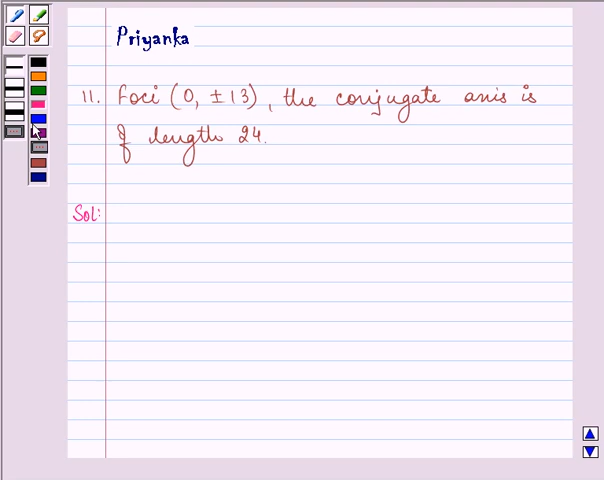 Priyanka
11. Foci (0, ±13), the conjugate axis is
of length 24.
Sol: